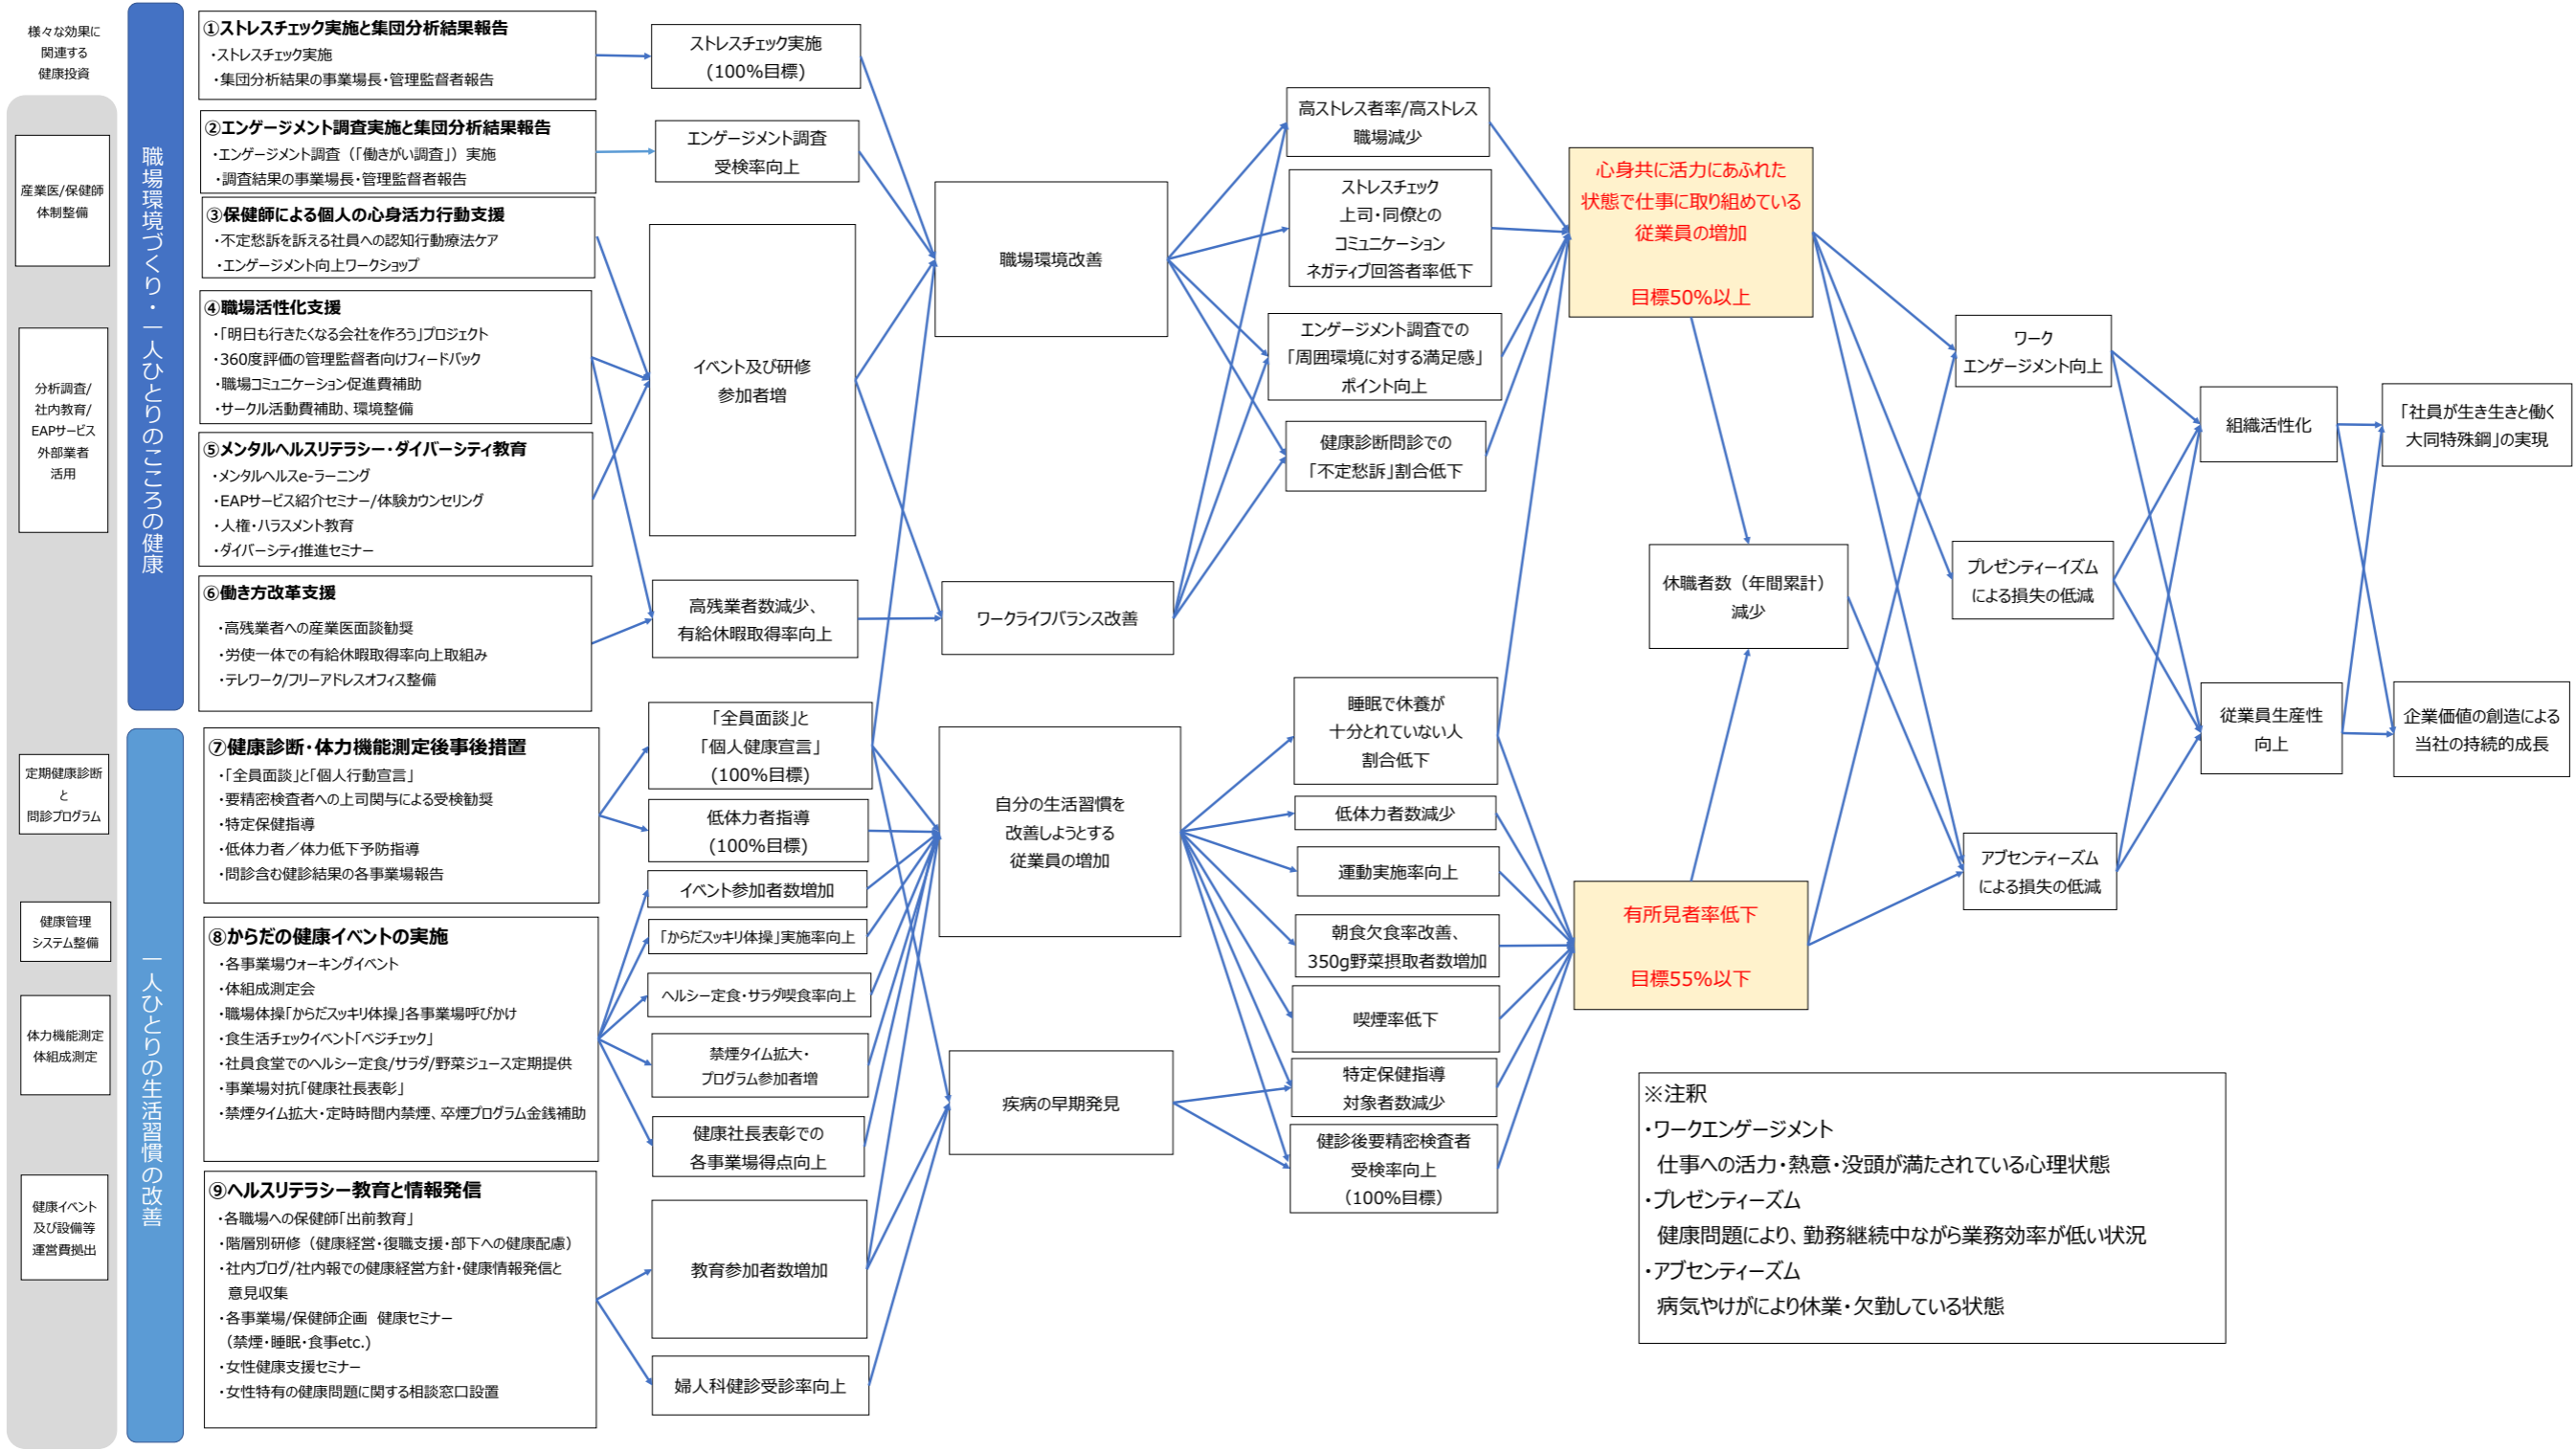 様々な効果に
関連する
健康投資
産業医/保健師
体制整備
分析調査/
社内教育/
EAPサービス
外部業者
活用
定期健康診断
と
問診プログラム
健康管理
システム整備
体力機能測定
体組成測定
健康イベント
及び設備等
運営費拠出
職場環境づくり・一人ひとりのこころの健康
一人ひとりの生活習慣の改善
①ストレスチェック実施と集団分析結果報告
・ストレスチェック実施
・集団分析結果の事業場長・管理監督者報告
②エンゲージメント調査実施と集団分析結果報告
・エンゲージメント調査（「働きがい調査」）実施
・調査結果の事業場長・管理監督者報告
③保健師による個人の心身活力行動支援
・不定愁訴を訴える社員への認知行動療法ケア
・エンゲージメント向上ワークショップ
④職場活性化支援
・「明日も行きたくなる会社を作ろう」プロジェクト
・360度評価の管理監督者向けフィードバック
・職場コミュニケーション促進費補助
・サークル活動費補助、環境整備
⑤メンタルヘルスリテラシー・ダイバーシティ教育
・メンタルヘルスe-ラーニング
・EAPサービス紹介セミナー/体験カウンセリング
・人権・ハラスメント教育
・ダイバーシティ推進セミナー
⑥働き方改革支援
・高残業者への産業医面談勧奨
・労使一体での有給休暇取得率向上取組み
・テレワーク/フリーアドレスオフィス整備
⑦健康診断・体力機能測定後事後措置
・「全員面談」と「個人行動宣言」
・要精密検査者への上司関与による受検勧奨
・特定保健指導
・低体力者／体力低下予防指導
・問診含む健診結果の各事業場報告
⑧からだの健康イベントの実施
・各事業場ウォーキングイベント
・体組成測定会
・職場体操「からだスッキリ体操」各事業場呼びかけ
・食生活チェックイベント「ベジチェック」
・社員食堂でのヘルシー定食/サラダ/野菜ジュース定期提供
・事業場対抗「健康社長表彰」
・禁煙タイム拡大・定時時間内禁煙、卒煙プログラム金銭補助
⑨ヘルスリテラシー教育と情報発信
・各職場への保健師「出前教育」
・階層別研修（健康経営・復職支援・部下への健康配慮）
・社内ブログ/社内報での健康経営方針・健康情報発信と
意見収集
・各事業場/保健師企画 健康セミナー
（禁煙・睡眠・食事etc.)
・女性健康支援セミナー
・女性特有の健康問題に関する相談窓口設置
ストレスチェック実施
(100%目標)
エンゲージメント調査
受検率向上
イベント及び研修
参加者増
高残業者数減少、
有給休暇取得率向上
「全員面談」と
「個人健康宣言」
(100%目標)
低体力者指導
(100%目標)
イベント参加者数増加
「からだスッキリ体操」実施率向上
ヘルシー定食・サラダ喫食率向上
禁煙タイム拡大・
プログラム参加者増
健康社長表彰での
各事業場得点向上
教育参加者数増加
婦人科健診受診率向上
職場環境改善
ワークライフバランス改善
自分の生活習慣を
改善しようとする
従業員の増加
疾病の早期発見
高ストレス者率/高ストレス
職場減少
ストレスチェック
上司・同僚との
コミュニケーション
ネガティブ回答者率低下
エンゲージメント調査での
「周囲環境に対する満足感」
ポイント向上
健康診断問診での
「不定愁訴」割合低下
睡眠で休養が
十分とれていない人
割合低下
低体力者数減少
運動実施率向上
朝食欠食率改善、
350g野菜摂取者数増加
喫煙率低下
特定保健指導
対象者数減少
健診後要精密検査者
受検率向上
（100%目標）
心身共に活力にあふれた
状態で仕事に取り組めている
従業員の増加
目標50%以上
休職者数（年間累計）
減少
有所見者率低下
目標55%以下
ワーク
エンゲージメント向上
プレゼンティーイズム
による損失の低減
アブセンティーズム
による損失の低減
組織活性化
従業員生産性
向上
「社員が生き生きと働く
大同特殊鋼」の実現
企業価値の創造による
当社の持続的成長
※注釈
・ワークエンゲージメント
仕事への活力・熱意・没頭が満たされている心理状態
・プレゼンティーズム
健康問題により、勤務継続中ながら業務効率が低い状況
・アブセンティーズム
病気やけがにより休業・欠勤している状態